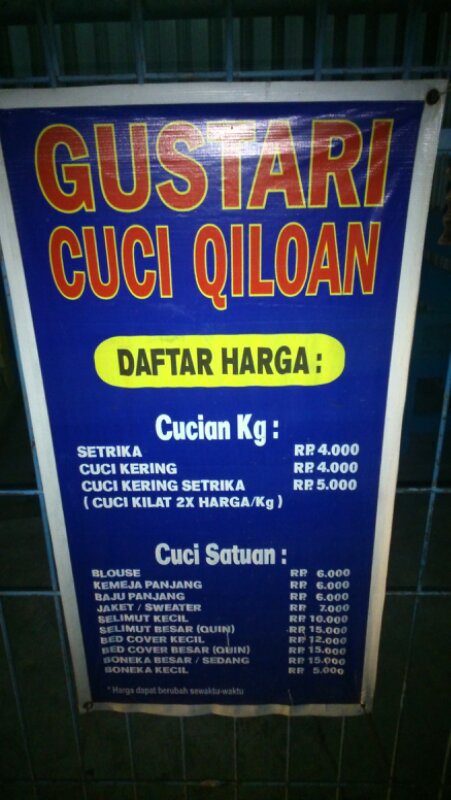 GUSTARI
CUCI QILOAN
DAFTAR HARGA :
Cucian Kg :
SETRIKA RP. 4.000
CUCI KERING RP. 4.000
CUCI KERING SETRIKA RP. 5.000
( CUCI KILAT 2X HARGA/Kg )
Cuci Satuan :
BLOUSE RP. 6.000
KEMEJA PANJANG RP. 6.000
BAJU PANJANG RP. 6.000
JAKET / SWEATER RP. 7.000
SELIMUT KECIL RP. 10.000
SELIMUT BESAR (QUIN) RP. 15.000
BED COVER KECIL RP. 12.000
BED COVER BESAR (QUIN) RP. 15.000
BONEKA BESAR / SEDANG RP. 15.000
BONEKA KECIL RP. 5.000
* Harga dapat berubah sewaktu-waktu